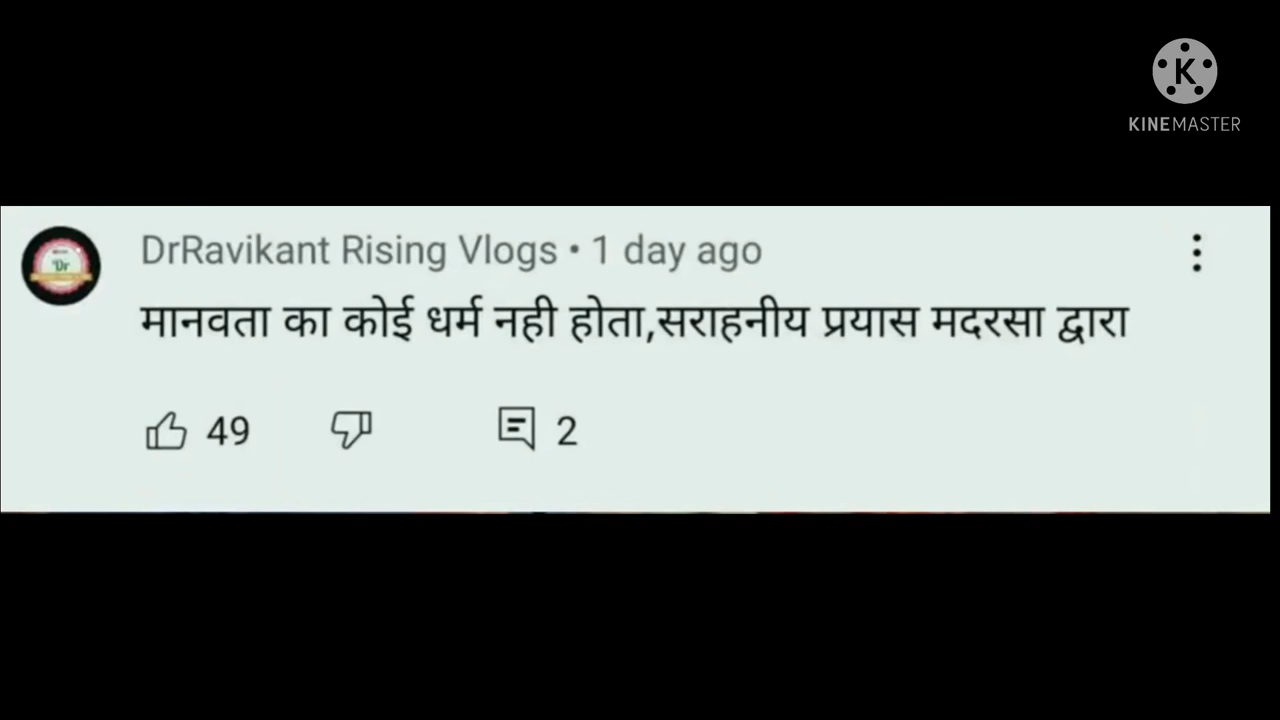 KINEMASTER
DrRavikant Rising Vlogs • 1 day ago
मानवता का कोई धर्म नही होता,सराहनीय प्रयास मदरसा द्वारा
49 2